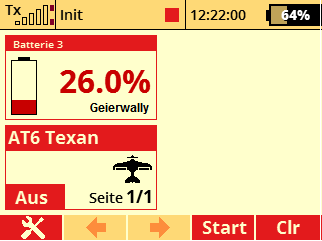 Tx Init 12:22:00 64%
Batterie 3
26.0%
Geierwally
AT6 Texan
Aus Seite 1/1
Start Clr